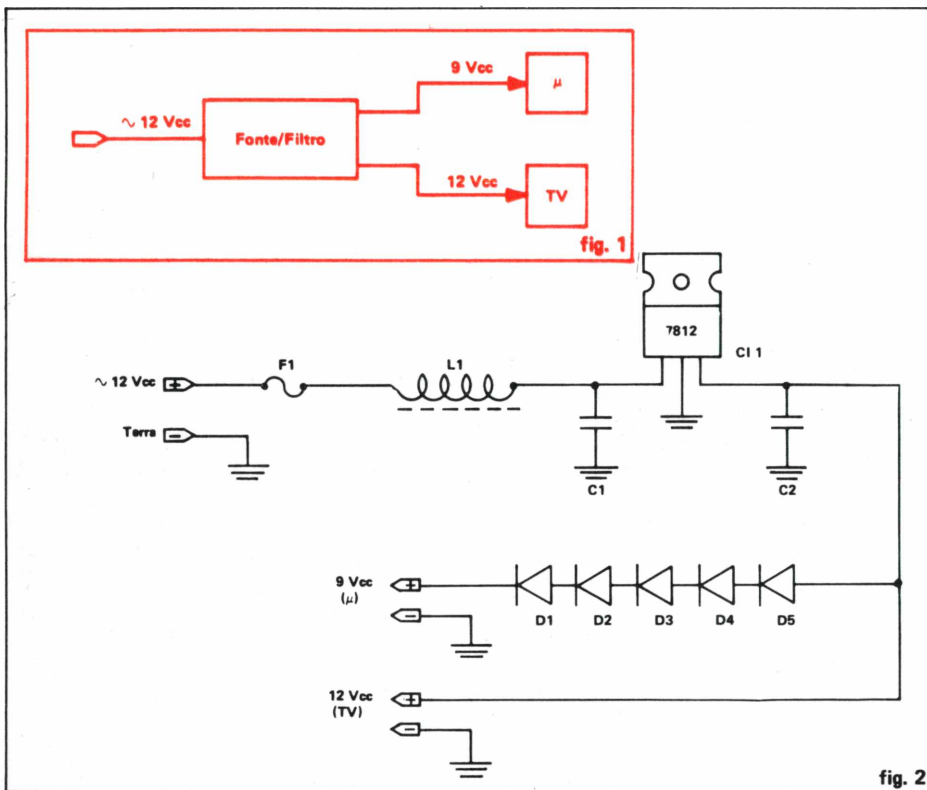 9 Vcc
μ
∿ 12 Vcc
Fonte/Filtro
12 Vcc
TV
fig. 1
7812
CI 1
F1
L1
∿ 12 Vcc
+
Terra
−
C1
C2
9 Vcc
(μ)
+
−
D1
D2
D3
D4
D5
12 Vcc
(TV)
+
−
fig. 2